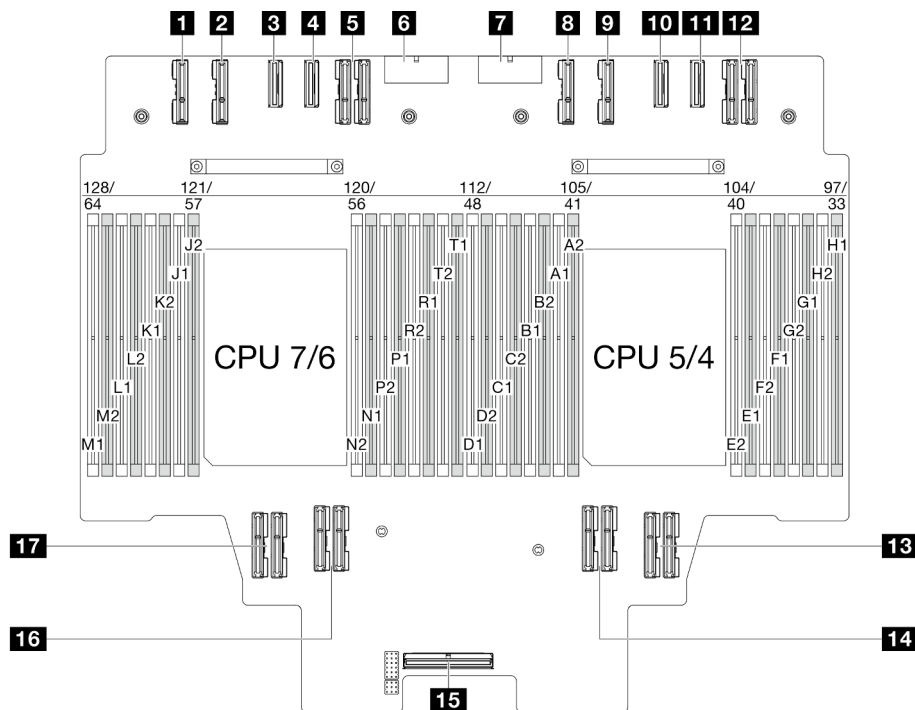 1 2 3 4 5 6 7 8 9 10 11 12
128/ 121/ 120/ 112/ 105/ 104/ 97/
64 57 56 48 41 40 33
J2 T1 A2 H1
J1 T2 A1 H2
K2 R1 B2 G1
K1 R2 B1 G2
L2 CPU 7/6 P1 C2 CPU 5/4 F1
L1 P2 C1 F2
M2 N1 D2 E1
M1 N2 D1 E2
17 13
16 14
15